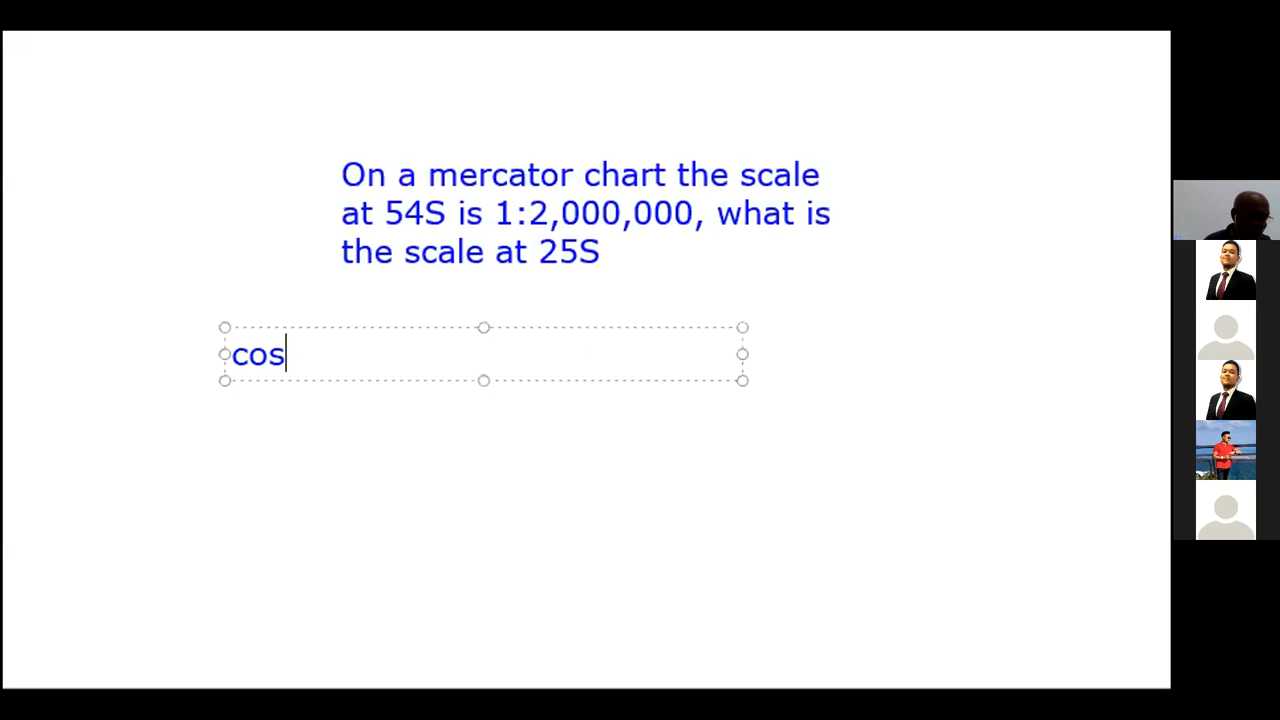 On a mercator chart the scale
at 54S is 1:2,000,000, what is
the scale at 25S
cos